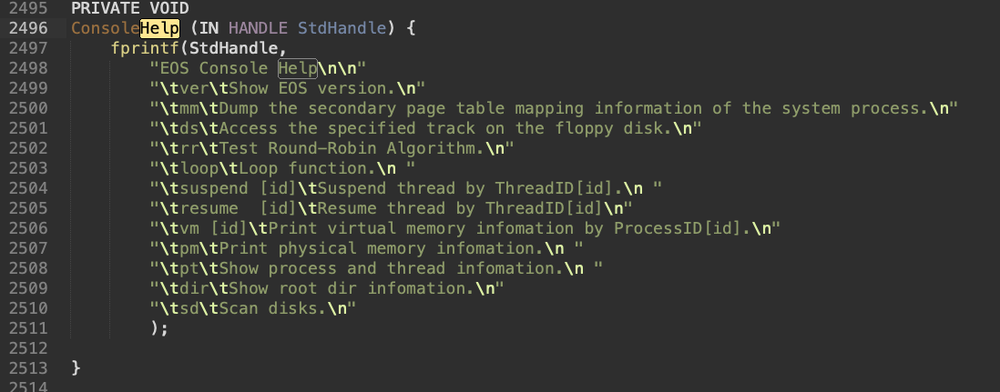 2495 PRIVATE VOID
2496 ConsoleHelp (IN HANDLE StdHandle) {
2497     fprintf(StdHandle,
2498         "EOS Console Help\n\n"
2499         "\tver\tShow EOS version.\n"
2500         "\tmm\tDump the secondary page table mapping information of the system process.\n"
2501         "\tds\tAccess the specified track on the floppy disk.\n"
2502         "\trr\tTest Round-Robin Algorithm.\n"
2503         "\tloop\tLoop function.\n "
2504         "\tsuspend [id]\tSuspend thread by ThreadID[id].\n "
2505         "\tresume  [id]\tResume thread by ThreadID[id]\n"
2506         "\tvm [id]\tPrint virtual memory infomation by ProcessID[id].\n"
2507         "\tpm\tPrint physical memory infomation.\n "
2508         "\tpt\tShow process and thread infomation.\n "
2509         "\tdir\tShow root dir infomation.\n"
2510         "\tsd\tScan disks.\n"
2511         );
2512
2513 }
2514